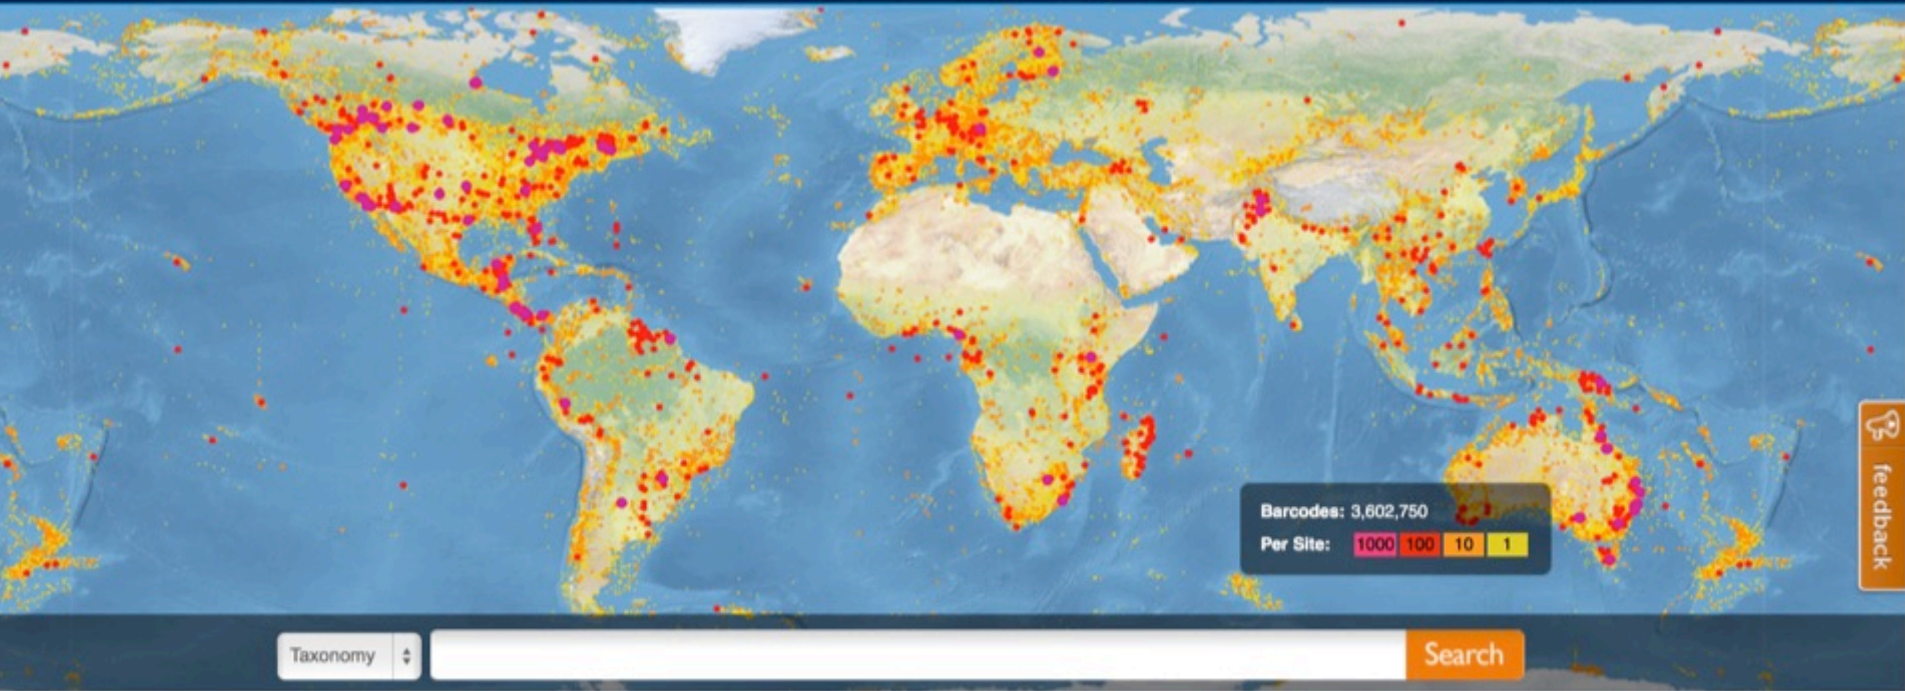 Barcodes: 3,602,750
Per Site: 1000 100 10 1
feedback
Taxonomy
Search